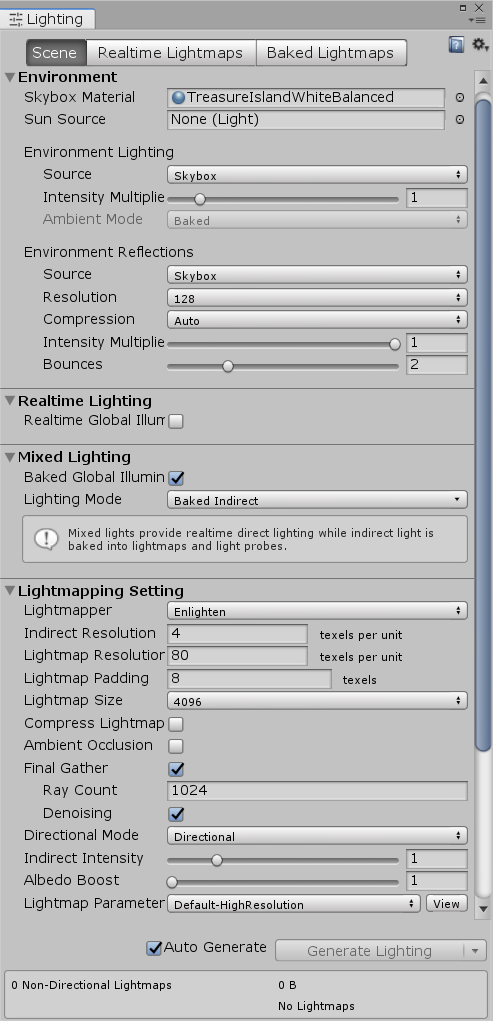 Lighting
Scene Realtime Lightmaps Baked Lightmaps
Environment
Skybox Material TreasureIslandWhiteBalanced
Sun Source None (Light)
Environment Lighting
Source Skybox
Intensity Multiplie 1
Ambient Mode Baked
Environment Reflections
Source Skybox
Resolution 128
Compression Auto
Intensity Multiplie 1
Bounces 2
Realtime Lighting
Realtime Global Illum
Mixed Lighting
Baked Global Illumin
Lighting Mode Baked Indirect
Mixed lights provide realtime direct lighting while indirect light is
baked into lightmaps and light probes.
Lightmapping Setting
Lightmapper Enlighten
Indirect Resolution 4 texels per unit
Lightmap Resolution 80 texels per unit
Lightmap Padding 8 texels
Lightmap Size 4096
Compress Lightmap
Ambient Occlusion
Final Gather
Ray Count 1024
Denoising
Directional Mode Directional
Indirect Intensity 1
Albedo Boost 1
Lightmap Parameter Default-HighResolution View
Auto Generate Generate Lighting
0 Non-Directional Lightmaps 0 B
No Lightmaps